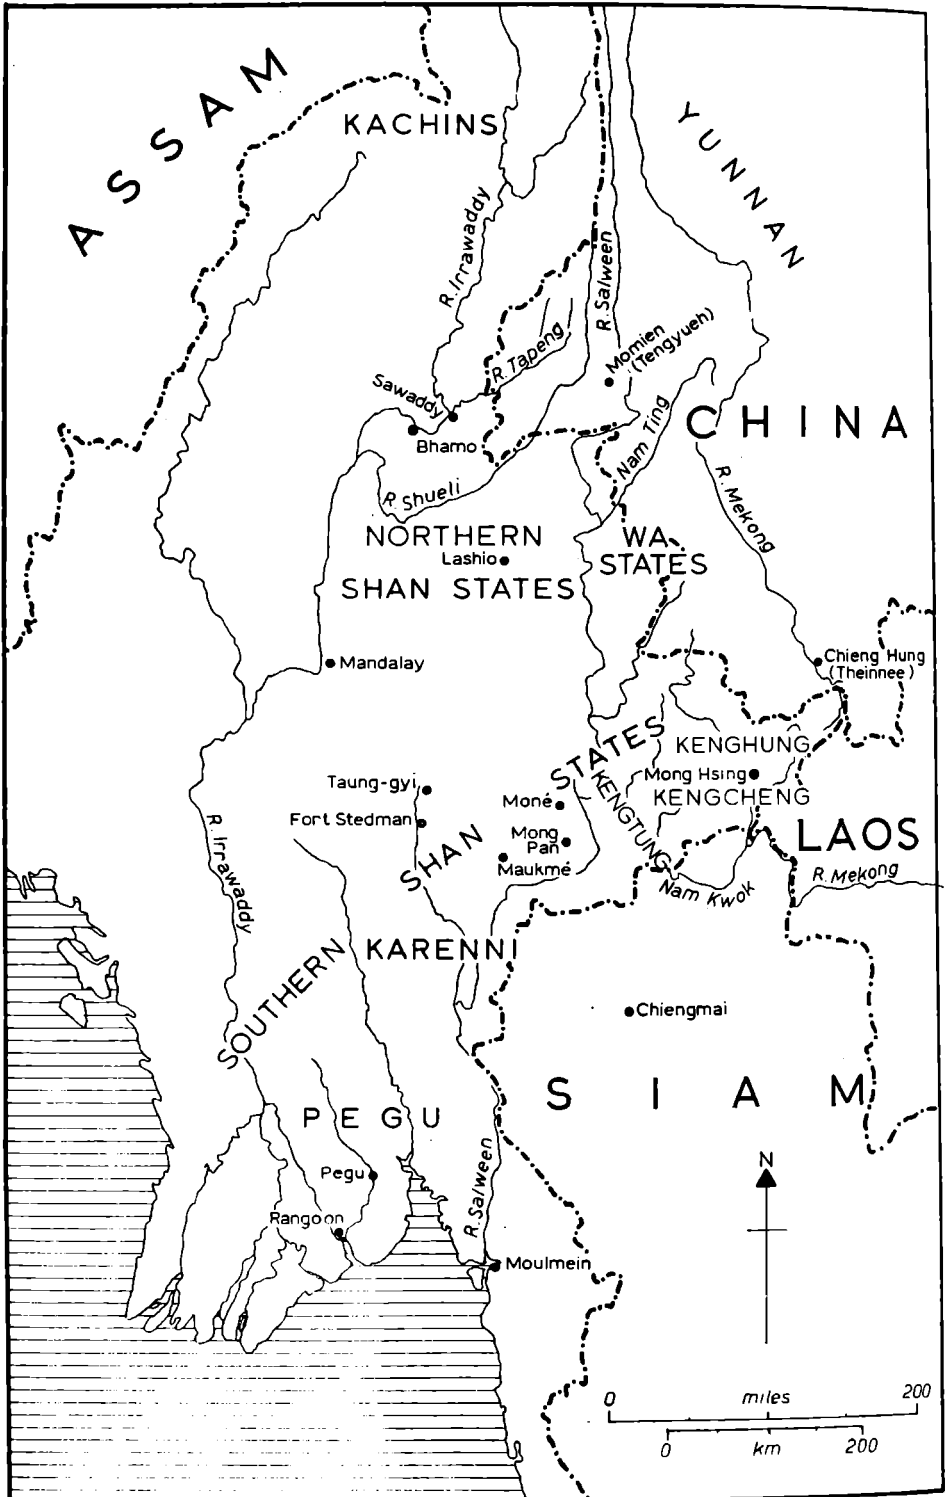 ASSAM
KACHINS
YUNNAN
R. Irrawaddy
R. Salween
R. Tapeng
Momien
(Tengyueh)
Sawaddy
Bhamo
CHINA
Nam Ting
R. Shueli
R. Mekong
NORTHERN
Lashio
SHAN STATES
WA
STATES
Mandalay
Chieng Hung
(Theinnee)
KENGHUNG
Mong Hsing
KENGCHENG
KENGTUNG
Taung-gyi
Fort Stedman
Moné
Mong
Pan
Maukmé
LAOS
R. Mekong
Nam Kwok
R. Irrawaddy
SOUTHERN SHAN STATES
KARENNI
Chiengmai
SIAM
PEGU
Pegu
Rangoon
R. Salween
Moulmein
N
0 miles 200
0 km 200